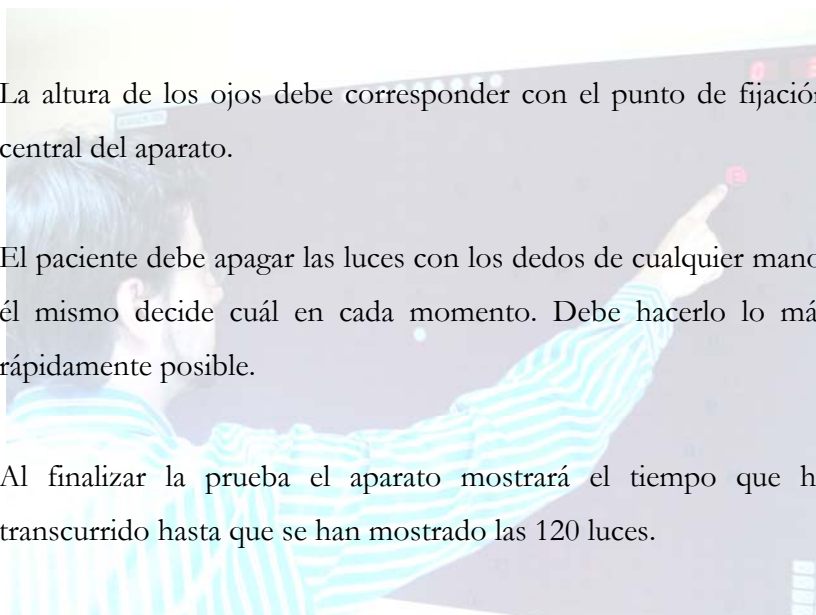 La altura de los ojos debe corresponder con el punto de fijación
central del aparato.
El paciente debe apagar las luces con los dedos de cualquier mano
él mismo decide cuál en cada momento. Debe hacerlo lo má
rápidamente posible.
Al finalizar la prueba el aparato mostrará el tiempo que h
transcurrido hasta que se han mostrado las 120 luces.